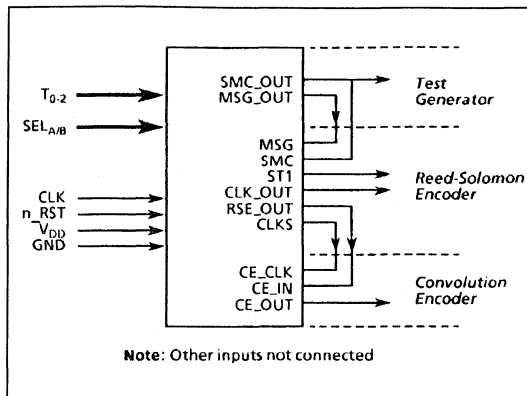 T0-2
SELA/B
CLK
n_RST
VDD
GND
SMC_OUT
MSG_OUT
MSG
SMC
ST1
CLK_OUT
RSE_OUT
CLKS
CE_CLK
CE_IN
CE_OUT
Test
Generator
Reed-Solomon
Encoder
Convolution
Encoder
Note: Other inputs not connected